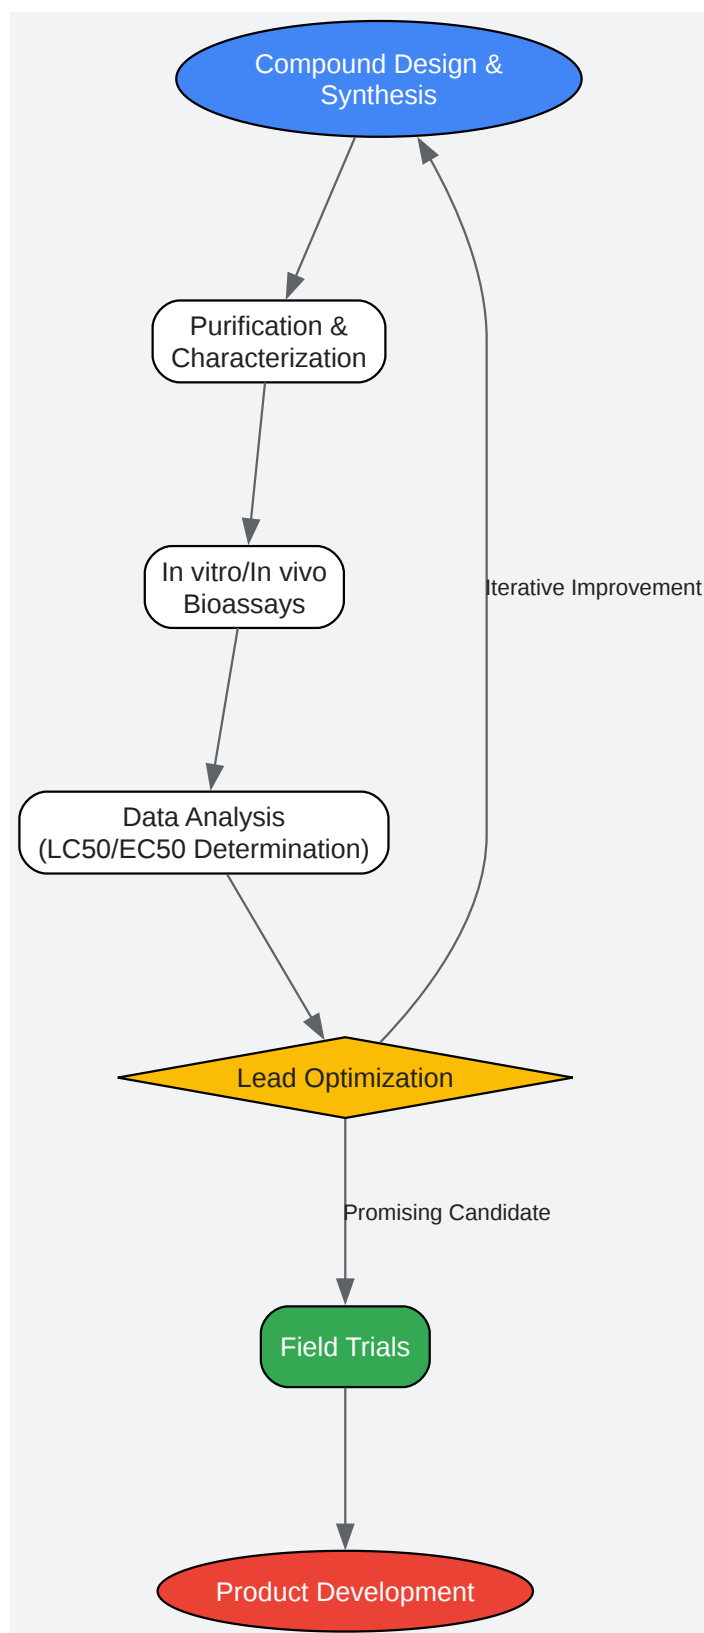 Compound Design &
Synthesis
Purification &
Characterization
In vitro/In vivo
Bioassays
Iterative Improvement
Data Analysis
(LC50/EC50 Determination)
Lead Optimization
Promising Candidate
Field Trials
Product Development